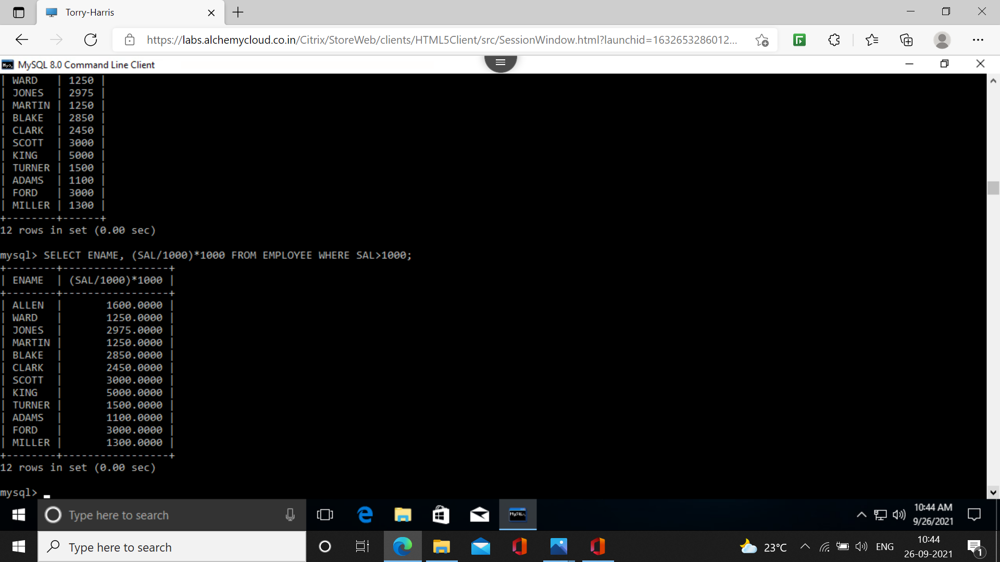 Torry-Harris
https://labs.alchemycloud.co.in/Citrix/StoreWeb/clients/HTML5Client/src/SessionWindow.html?launchid=1632653286012...
MySQL 8.0 Command Line Client
| WARD   | 1250 |
| JONES  | 2975 |
| MARTIN | 1250 |
| BLAKE  | 2850 |
| CLARK  | 2450 |
| SCOTT  | 3000 |
| KING   | 5000 |
| TURNER | 1500 |
| ADAMS  | 1100 |
| FORD   | 3000 |
| MILLER | 1300 |
+--------+------+
12 rows in set (0.00 sec)
mysql> SELECT ENAME, (SAL/1000)*1000 FROM EMPLOYEE WHERE SAL>1000;
+--------+-----------------+
| ENAME  | (SAL/1000)*1000 |
+--------+-----------------+
| ALLEN  |       1600.0000 |
| WARD   |       1250.0000 |
| JONES  |       2975.0000 |
| MARTIN |       1250.0000 |
| BLAKE  |       2850.0000 |
| CLARK  |       2450.0000 |
| SCOTT  |       3000.0000 |
| KING   |       5000.0000 |
| TURNER |       1500.0000 |
| ADAMS  |       1100.0000 |
| FORD   |       3000.0000 |
| MILLER |       1300.0000 |
+--------+-----------------+
12 rows in set (0.00 sec)
mysql> _
Type here to search
10:44 AM
9/26/2021
Type here to search
23°C
ENG
10:44
26-09-2021
1